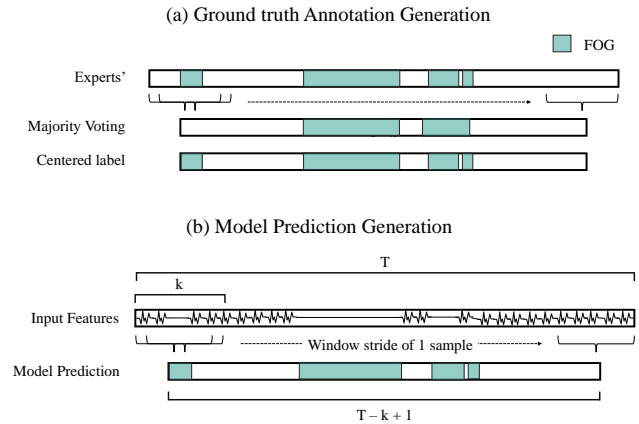 (a) Ground truth Annotation Generation
FOG
Experts’
Majority Voting
Centered label
(b) Model Prediction Generation
T
k
Input Features
Window stride of 1 sample
Model Prediction
T – k + 1